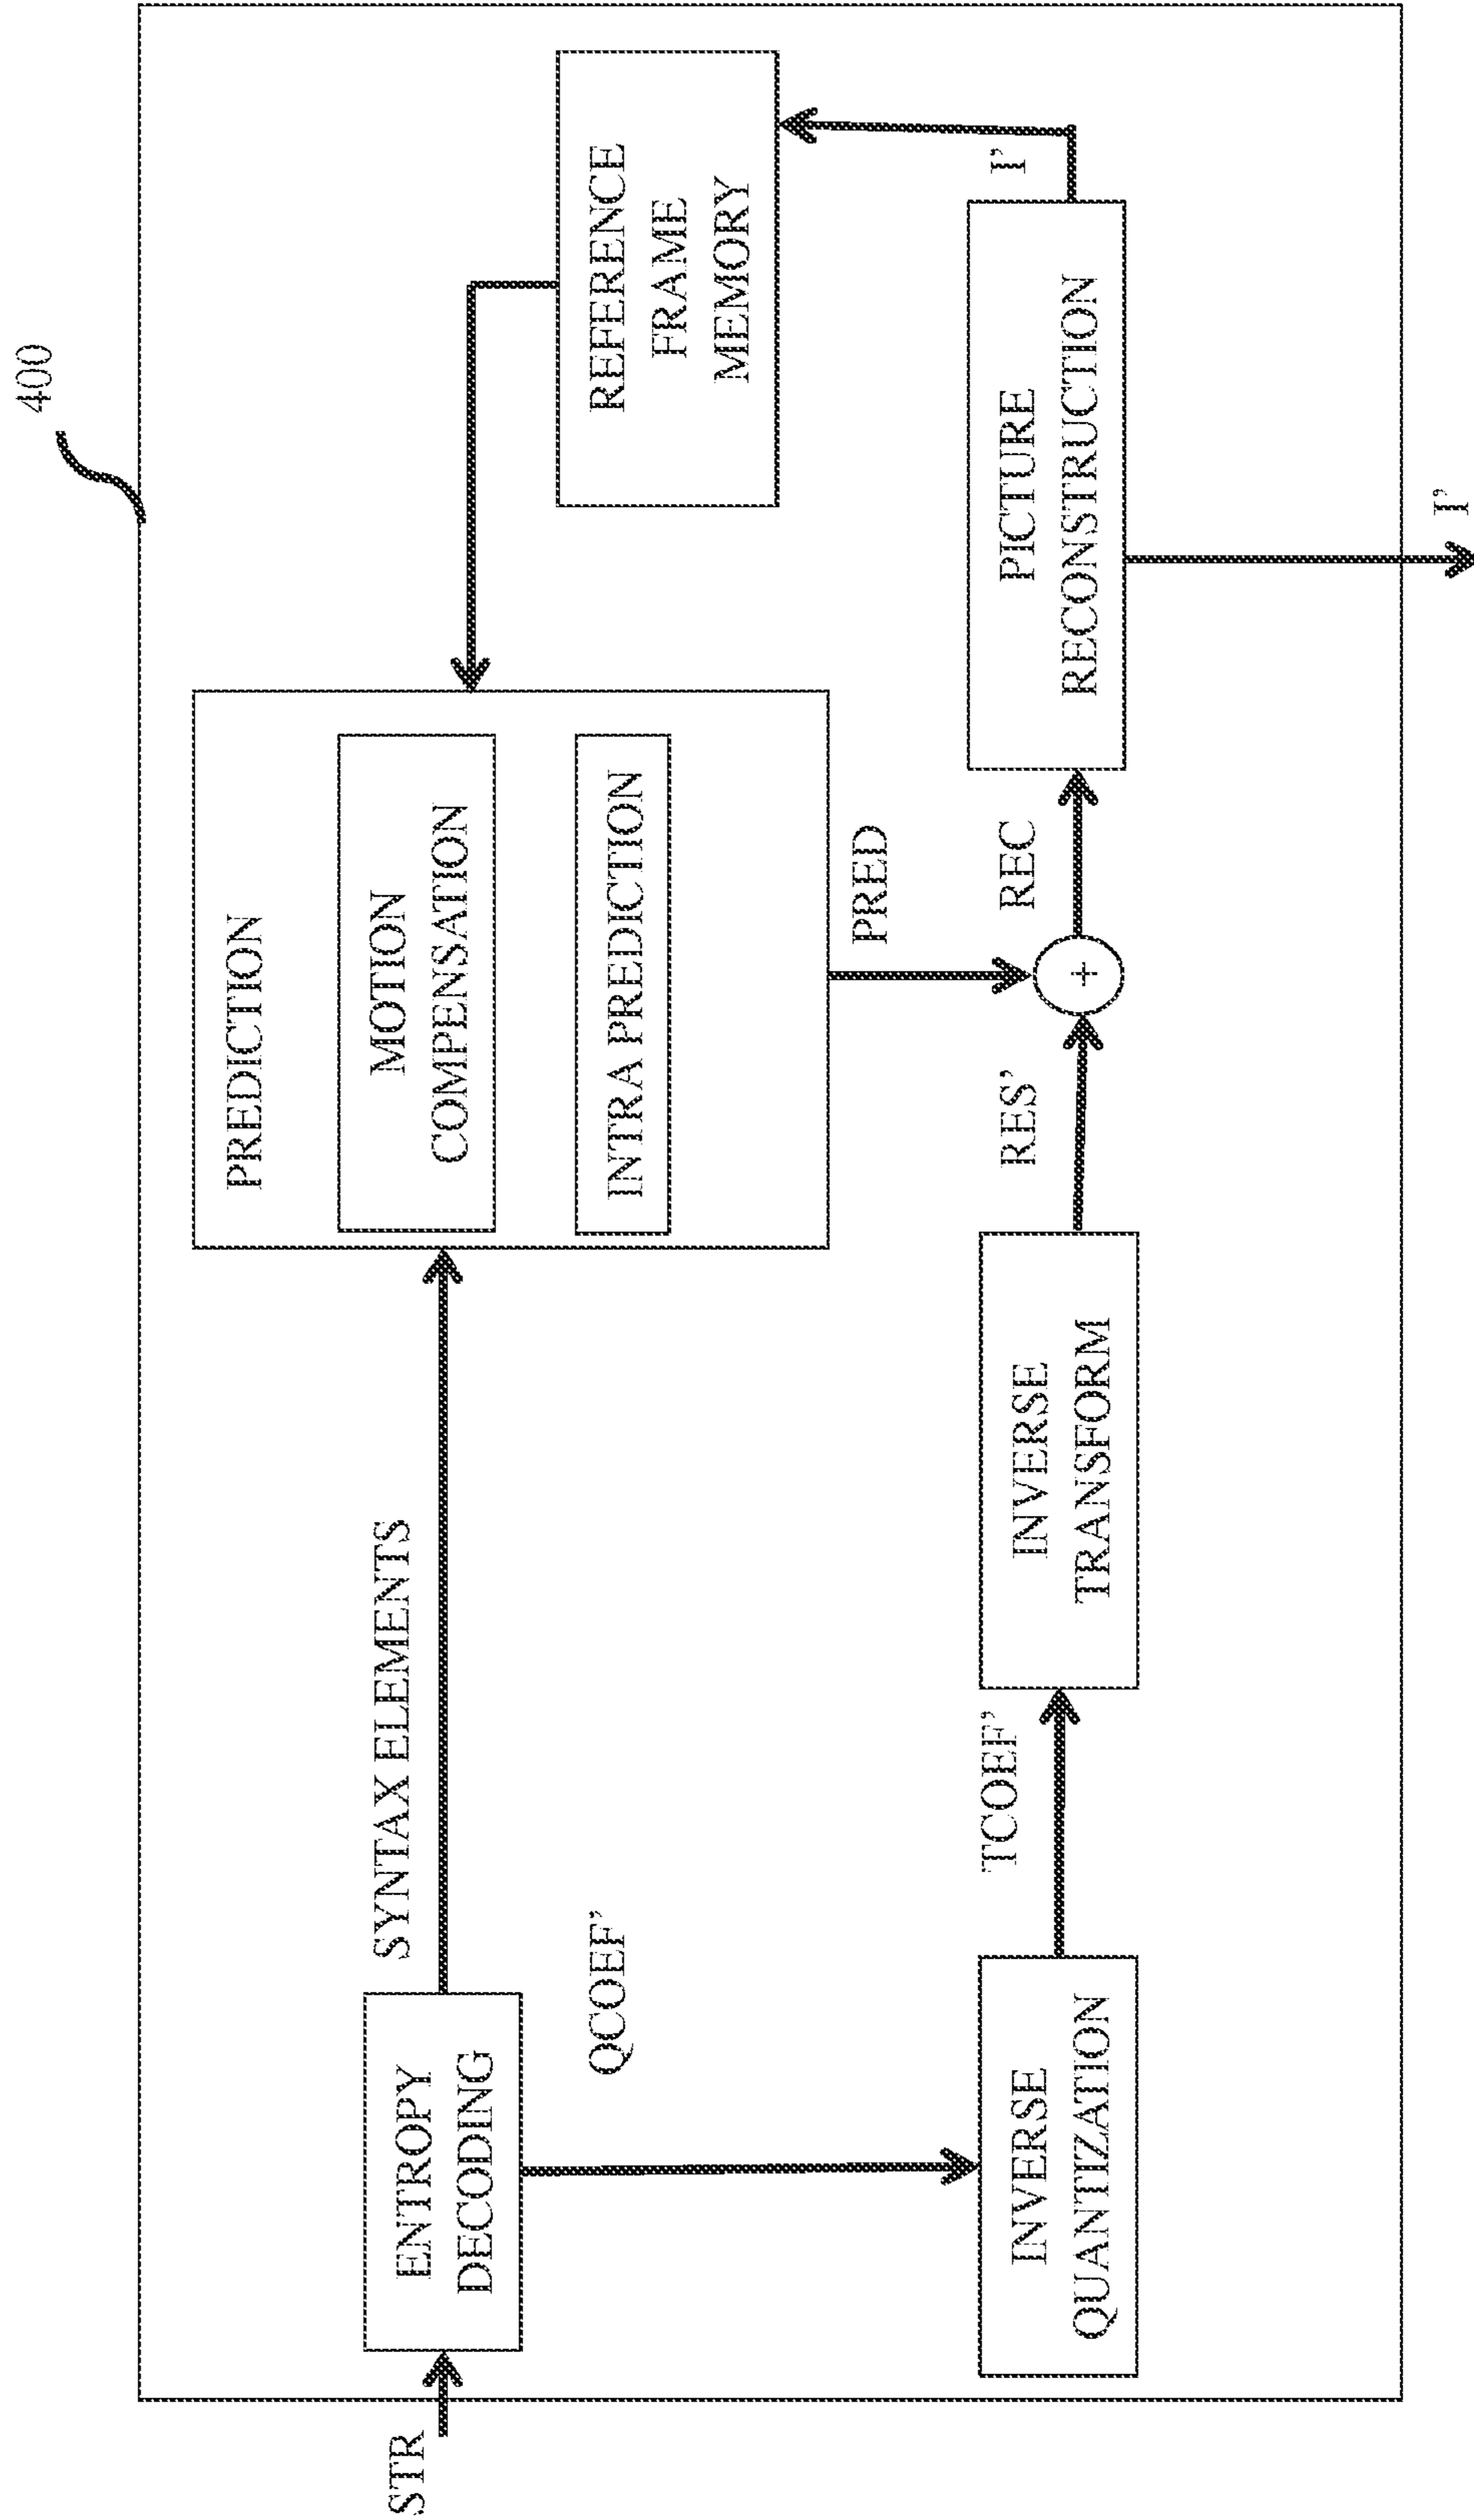 400
STR
ENTROPY
DECODING
SYNTAX ELEMENTS
QCOEF’
PREDICTION
MOTION
COMPENSATION
INTRA PREDICTION
REFERENCE
FRAME
MEMORY
INVERSE
QUANTIZATION
TCOEF’
INVERSE
TRANSFORM
RES’
PRED
+
REC
PICTURE
RECONSTRUCTION
I’
I’